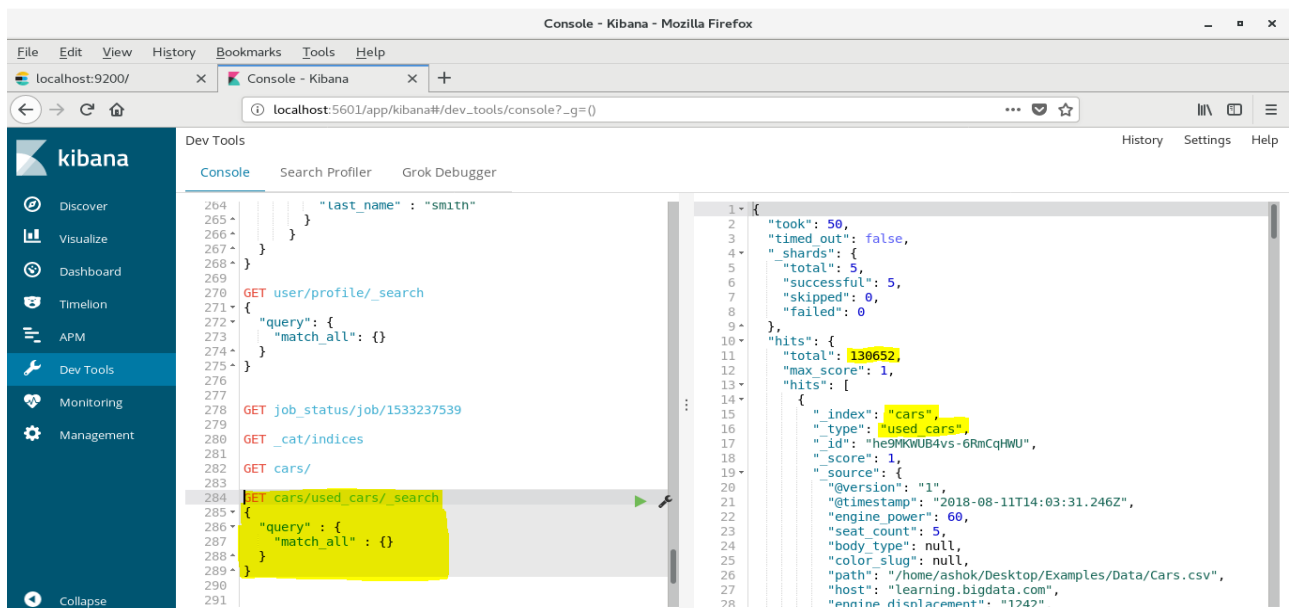 Console - Kibana - Mozilla Firefox
File Edit View History Bookmarks Tools Help
localhost:9200/
Console - Kibana
localhost:5601/app/kibana#/dev_tools/console?_g=()
kibana
Discover
Visualize
Dashboard
Timelion
APM
Dev Tools
Monitoring
Management
Collapse
Dev Tools
History Settings Help
Console Search Profiler Grok Debugger
264 "last_name" : "smith"
265 }
266 }
267 }
268 }
269
270 GET user/profile/_search
271 {
272 "query": {
273 "match_all": {}
274 }
275 }
276
277
278 GET job_status/job/1533237539
279
280 GET _cat/indices
281
282 GET cars/
283
284 GET cars/used_cars/_search
285 {
286 "query" : {
287 "match_all" : {}
288 }
289 }
290
291
1 {
2 "took": 50,
3 "timed_out": false,
4 "_shards": {
5 "total": 5,
6 "successful": 5,
7 "skipped": 0,
8 "failed": 0
9 },
10 "hits": {
11 "total": 130652,
12 "max_score": 1,
13 "hits": [
14 {
15 "_index": "cars",
16 "_type": "used_cars",
17 "_id": "he9MKWUB4vs-6RmCqHWU",
18 "_score": 1,
19 "_source": {
20 "@version": "1",
21 "@timestamp": "2018-08-11T14:03:31.246Z",
22 "engine_power": 60,
23 "seat_count": 5,
24 "body_type": null,
25 "color_slug": null,
26 "path": "/home/ashok/Desktop/Examples/Data/Cars.csv",
27 "host": "learning.bigdata.com",
28 "engine_displacement": "1242",